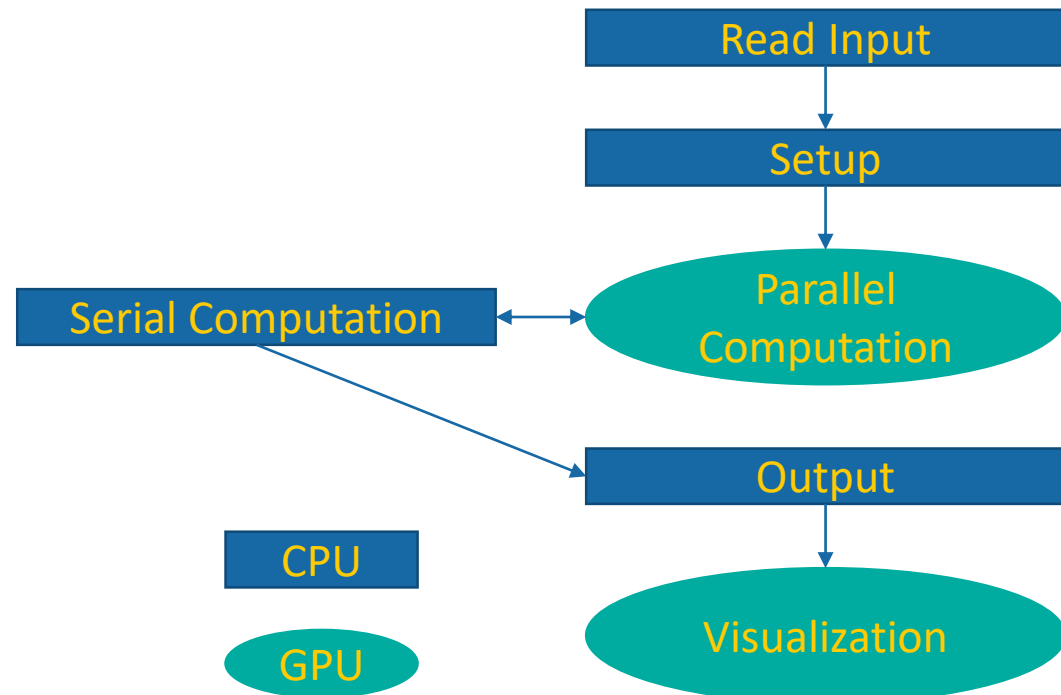 Read Input
Setup
Parallel
Computation
Serial Computation
Output
Visualization
CPU
GPU